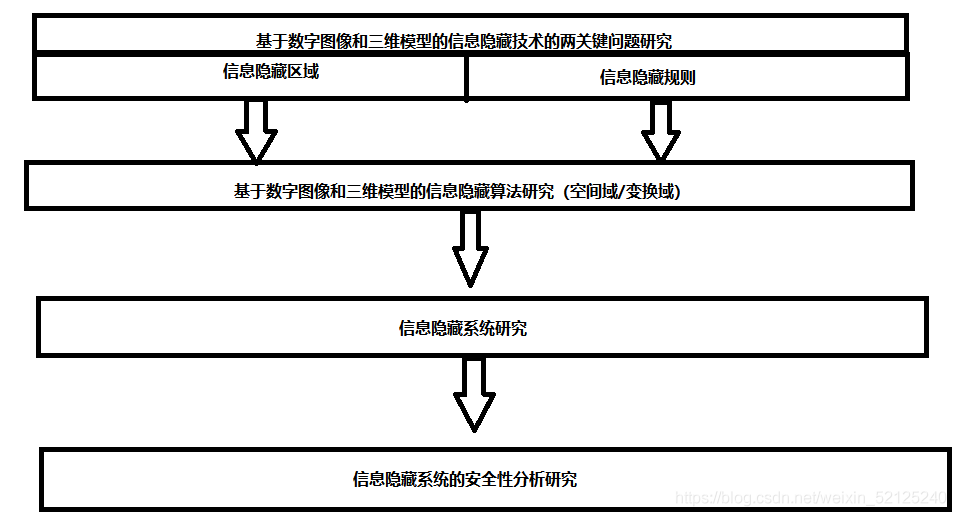 基于数字图像和三维模型的信息隐藏技术的两关键问题研究
信息隐藏区域
信息隐藏规则
基于数字图像和三维模型的信息隐藏算法研究（空间域/变换域）
信息隐藏系统研究
信息隐藏系统的安全性分析研究
https://blog.csdn.net/weixin_52125240